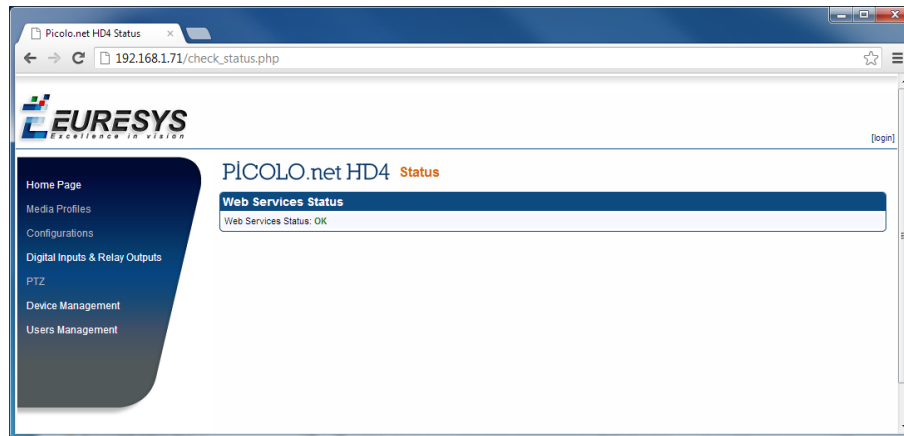 Picolo.net HD4 Status
192.168.1.71/check_status.php
EURESYS
Excellence in vision
[login]
PİCOLO.net HD4 Status
Home Page
Media Profiles
Configurations
Digital Inputs & Relay Outputs
PTZ
Device Management
Users Management
Web Services Status
Web Services Status: OK